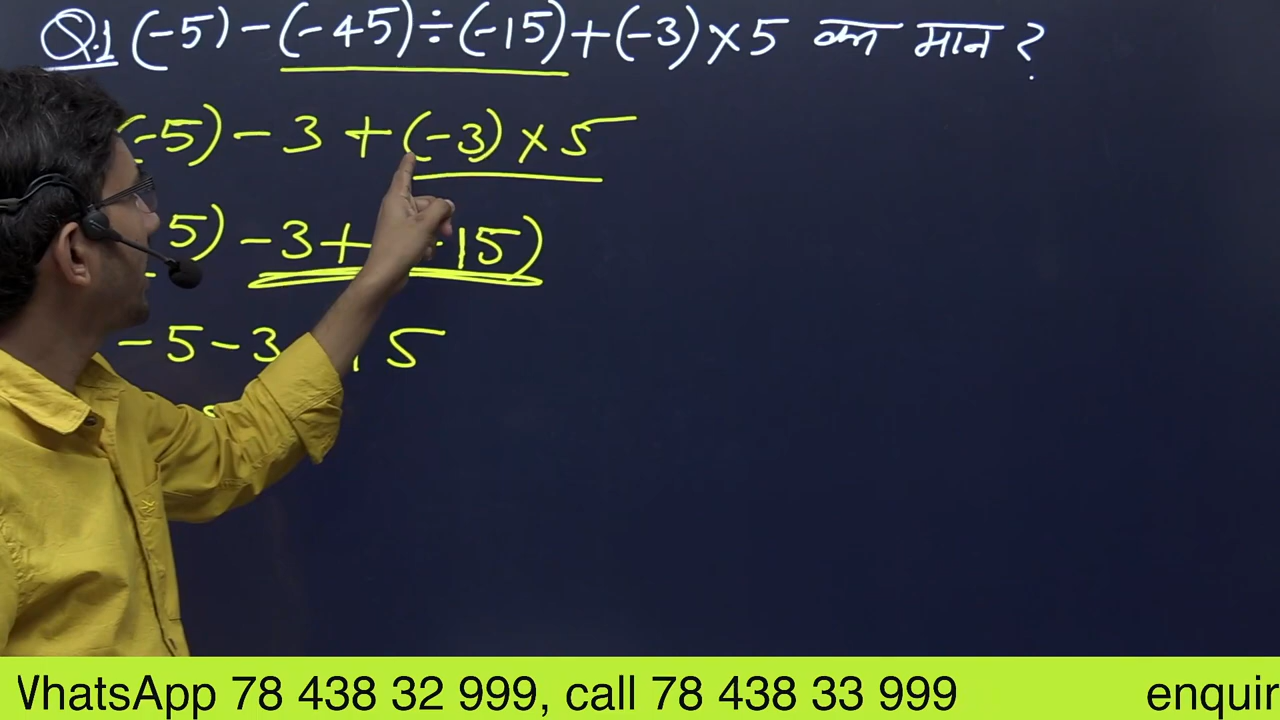 Q.1 (-5) - (-45) ÷ (-15) + (-3) × 5 का मान ?
(-5) - 3 + (-3) × 5
5) - 3 + -15)
-5 - 3 15
WhatsApp 78 438 32 999, call 78 438 33 999 enquir